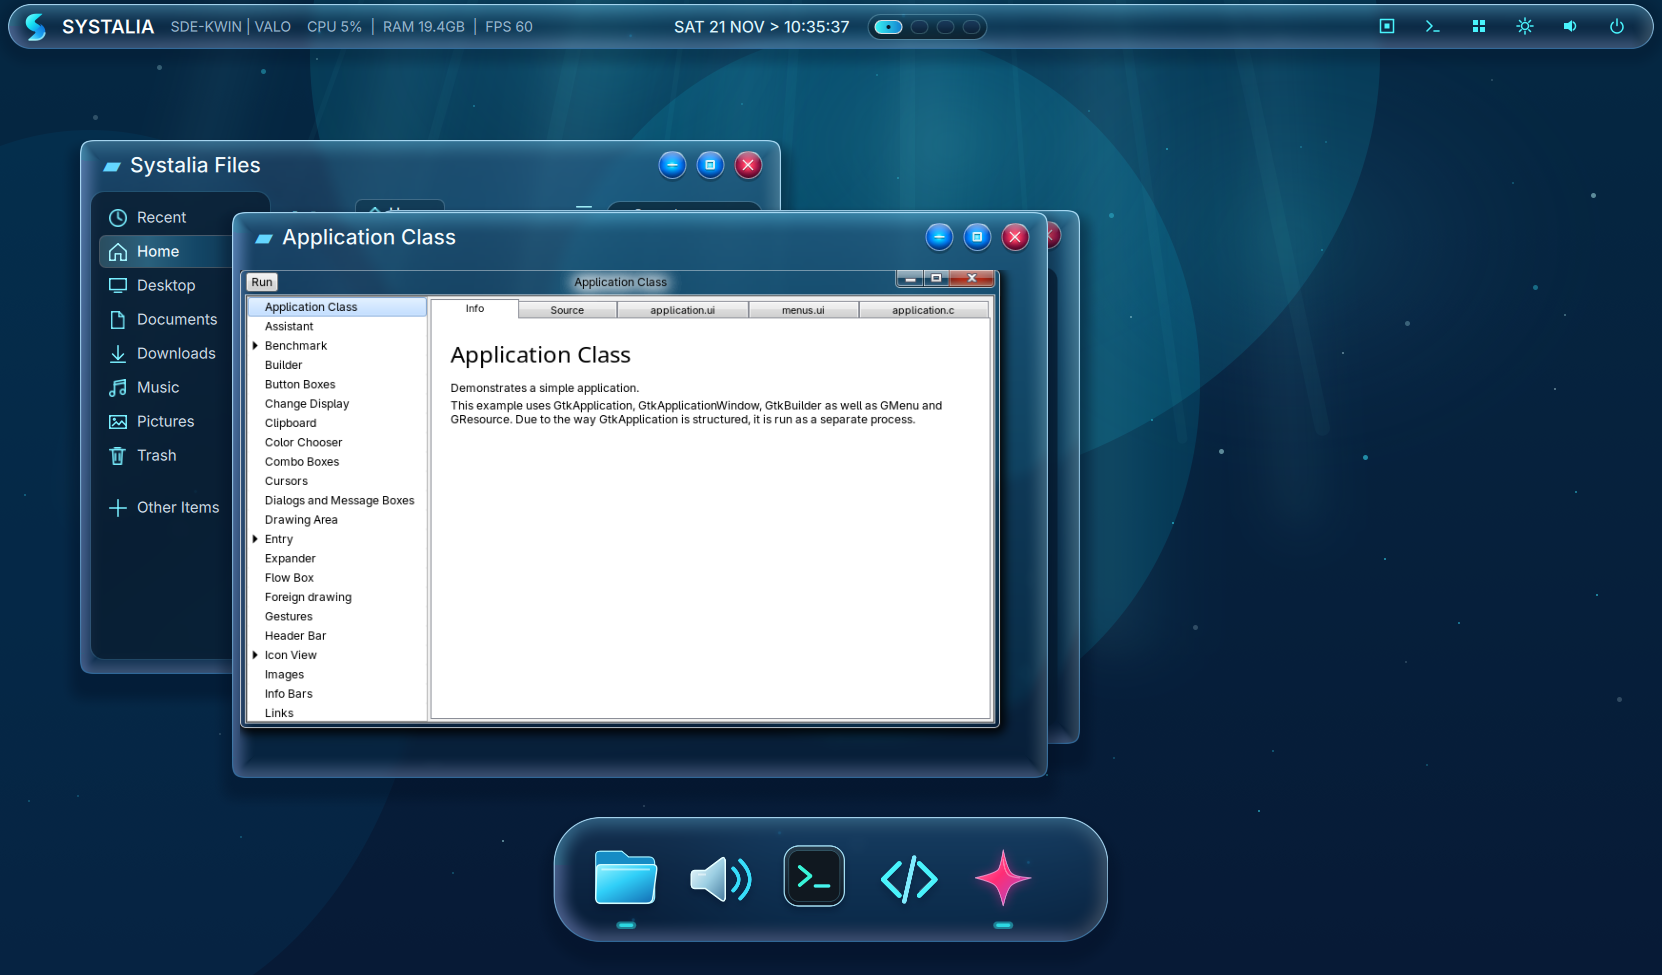 SYSTALIA SDE-KWIN | VALO CPU 5% | RAM 19.4GB | FPS 60 SAT 21 NOV > 10:35:37
Systalia Files
Recent
Home
Desktop
Documents
Downloads
Music
Pictures
Trash
Other Items
Application Class
Run Application Class
Application Class
Assistant
Benchmark
Builder
Button Boxes
Change Display
Clipboard
Color Chooser
Combo Boxes
Cursors
Dialogs and Message Boxes
Drawing Area
Entry
Expander
Flow Box
Foreign drawing
Gestures
Header Bar
Icon View
Images
Info Bars
Links
Info Source application.ui menus.ui application.c
Application Class
Demonstrates a simple application.
This example uses GtkApplication, GtkApplicationWindow, GtkBuilder as well as GMenu and
GResource. Due to the way GtkApplication is structured, it is run as a separate process.